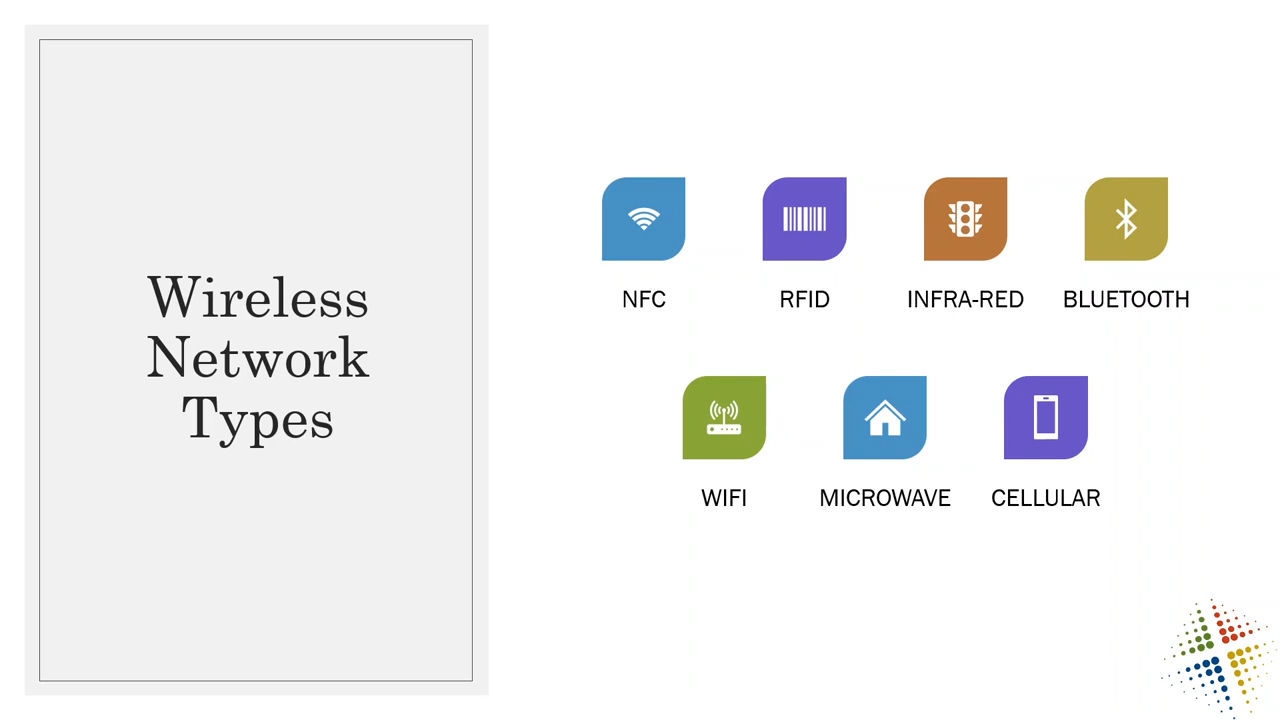 Wireless
Network
Types
NFC
RFID
INFRA-RED
BLUETOOTH
WIFI
MICROWAVE
CELLULAR